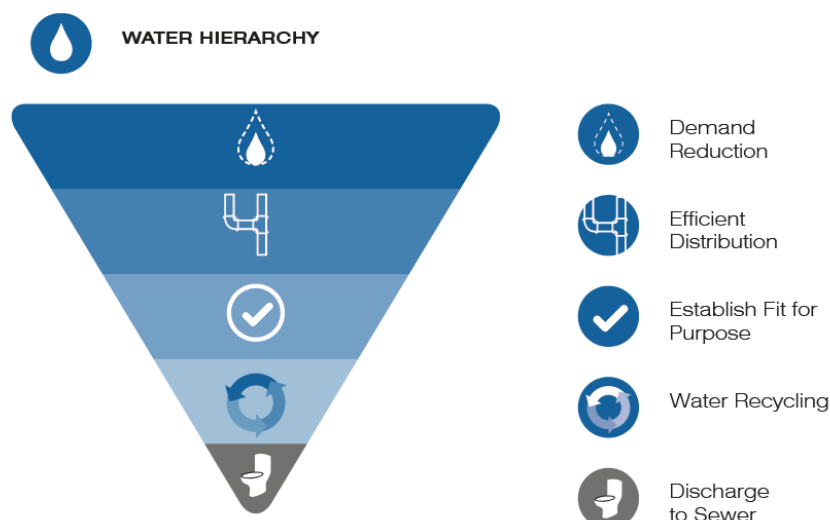 WATER HIERARCHY
Demand
Reduction
Efficient
Distribution
Establish Fit for
Purpose
Water Recycling
Discharge
to Sewer